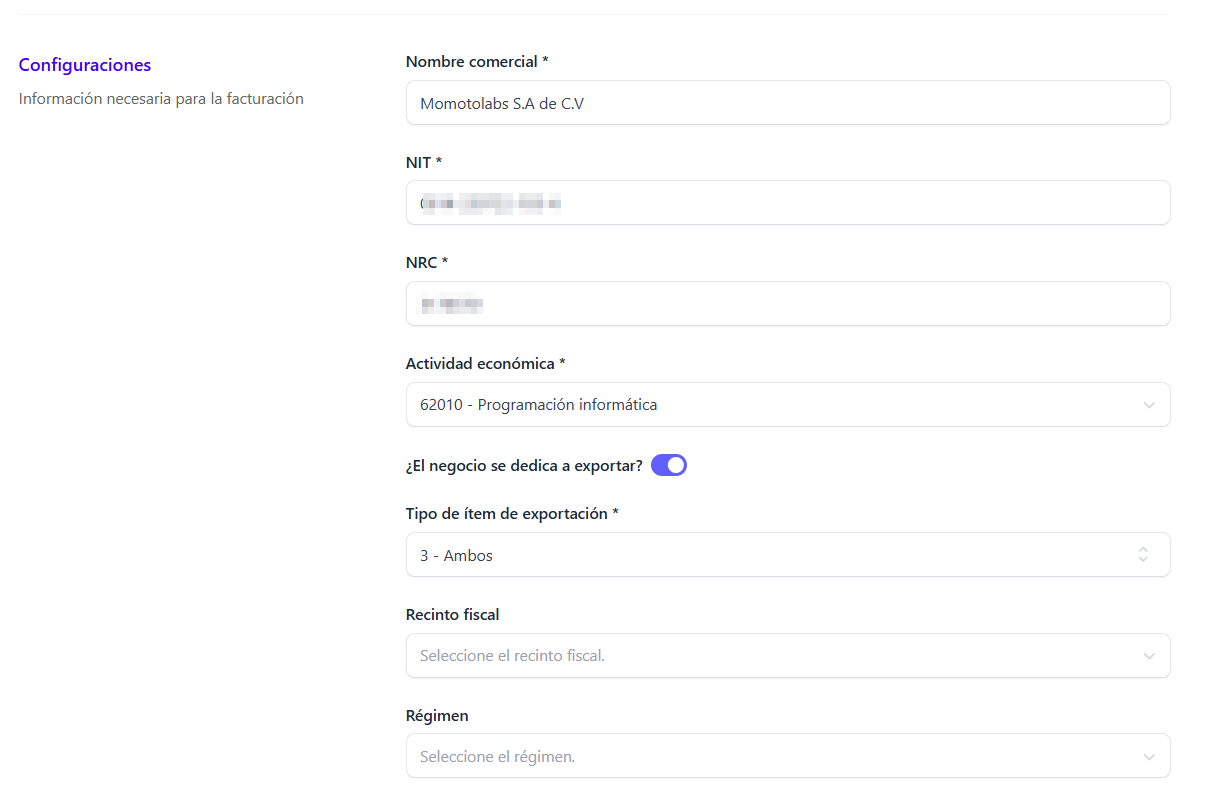 Configuraciones
Información necesaria para la facturación
Nombre comercial *
Momotolabs S.A de C.V
NIT *
NRC *
Actividad económica *
62010 - Programación informática
¿El negocio se dedica a exportar?
Tipo de ítem de exportación *
3 - Ambos
Recinto fiscal
Seleccione el recinto fiscal.
Régimen
Seleccione el régimen.